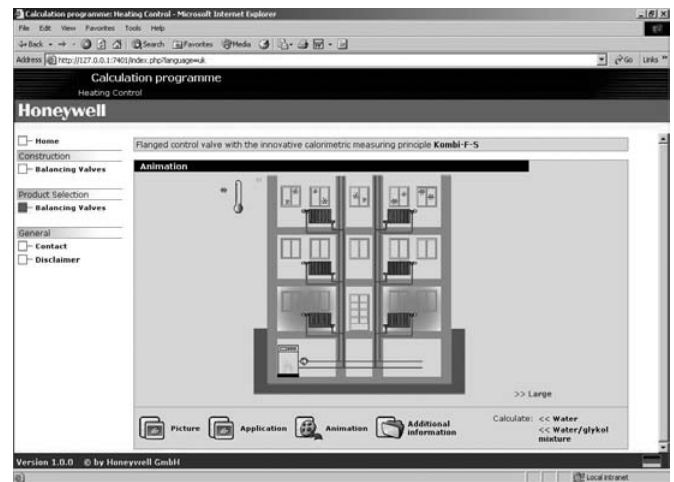 Calculation programme: Heating Control - Microsoft Internet Explorer
File Edit View Favorites Tools Help
Back Search Favorites Media
Address http://127.0.0.1:7401/index.php?language=uk Go Links »
Calculation programme
Heating Control
Honeywell
Home
Construction
Balancing Valves
Product Selection
Balancing Valves
General
Contact
Disclaimer
Flanged control valve with the innovative calorimetric measuring principle Kombi-F-S
Animation
>> Large
Picture
Application
Animation
Additional information
Calculate: << Water
<< Water/glykol mixture
Version 1.0.0 © by Honeywell GmbH
Local intranet